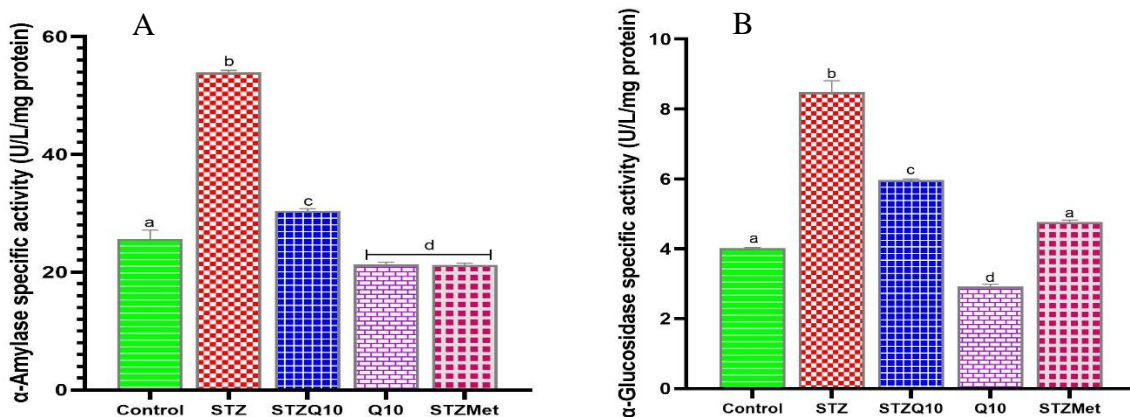 A
α-Amylase specific activity (U/L/mg protein)
60
40
20
0
a
b
c
d
Control STZ STZQ10 Q10 STZMet
B
α-Glucosidase specific activity (U/L/mg protein)
10
8
6
4
2
0
a
b
c
d
a
Control STZ STZQ10 Q10 STZMet